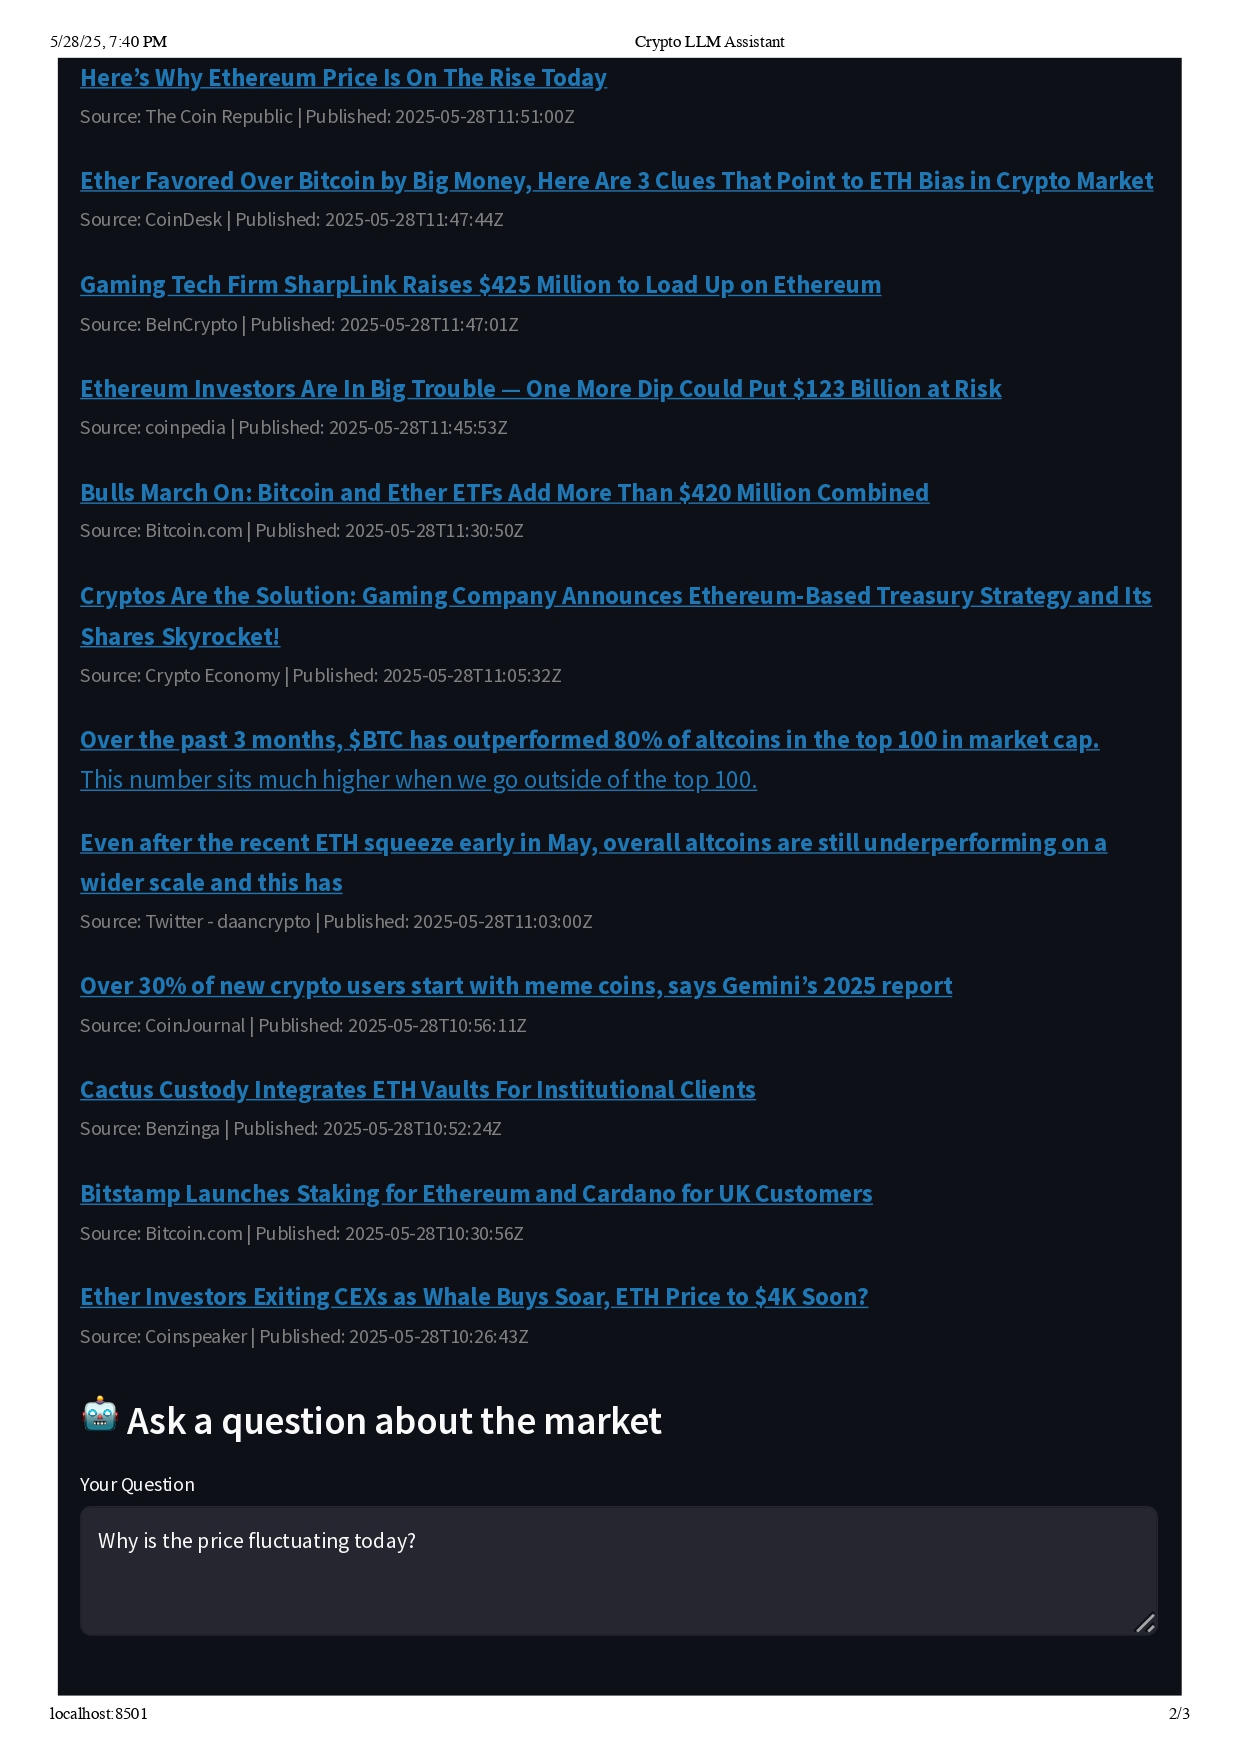 5/28/25, 7:40 PM
Crypto LLM Assistant
Here’s Why Ethereum Price Is On The Rise Today
Source: The Coin Republic | Published: 2025-05-28T11:51:00Z
Ether Favored Over Bitcoin by Big Money, Here Are 3 Clues That Point to ETH Bias in Crypto Market
Source: CoinDesk | Published: 2025-05-28T11:47:44Z
Gaming Tech Firm SharpLink Raises $425 Million to Load Up on Ethereum
Source: BeInCrypto | Published: 2025-05-28T11:47:01Z
Ethereum Investors Are In Big Trouble — One More Dip Could Put $123 Billion at Risk
Source: coinpedia | Published: 2025-05-28T11:45:53Z
Bulls March On: Bitcoin and Ether ETFs Add More Than $420 Million Combined
Source: Bitcoin.com | Published: 2025-05-28T11:30:50Z
Cryptos Are the Solution: Gaming Company Announces Ethereum-Based Treasury Strategy and Its
Shares Skyrocket!
Source: Crypto Economy | Published: 2025-05-28T11:05:32Z
Over the past 3 months, $BTC has outperformed 80% of altcoins in the top 100 in market cap.
This number sits much higher when we go outside of the top 100.
Even after the recent ETH squeeze early in May, overall altcoins are still underperforming on a
wider scale and this has
Source: Twitter - daancrypto | Published: 2025-05-28T11:03:00Z
Over 30% of new crypto users start with meme coins, says Gemini’s 2025 report
Source: CoinJournal | Published: 2025-05-28T10:56:11Z
Cactus Custody Integrates ETH Vaults For Institutional Clients
Source: Benzinga | Published: 2025-05-28T10:52:24Z
Bitstamp Launches Staking for Ethereum and Cardano for UK Customers
Source: Bitcoin.com | Published: 2025-05-28T10:30:56Z
Ether Investors Exiting CEXs as Whale Buys Soar, ETH Price to $4K Soon?
Source: Coinspeaker | Published: 2025-05-28T10:26:43Z
Ask a question about the market
Your Question
Why is the price fluctuating today?
localhost:8501
2/3